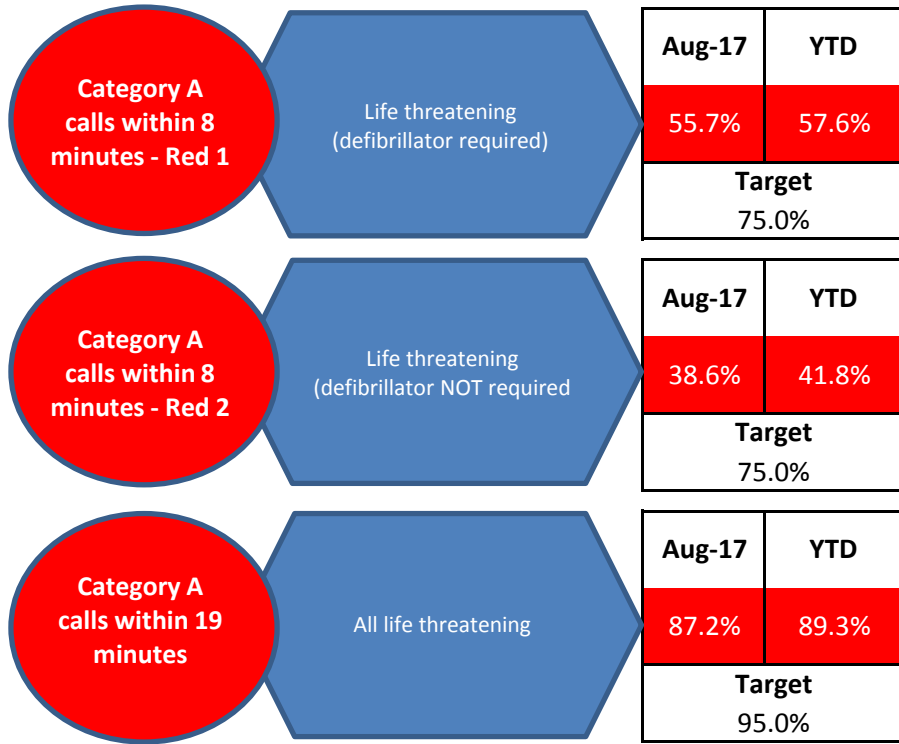 Category A
calls within 8
minutes - Red 1
Life threatening
(defibrillator required)
Aug-17 YTD
55.7% 57.6%
Target
75.0%
Category A
calls within 8
minutes - Red 2
Life threatening
(defibrillator NOT required
Aug-17 YTD
38.6% 41.8%
Target
75.0%
Category A
calls within 19
minutes
All life threatening
Aug-17 YTD
87.2% 89.3%
Target
95.0%